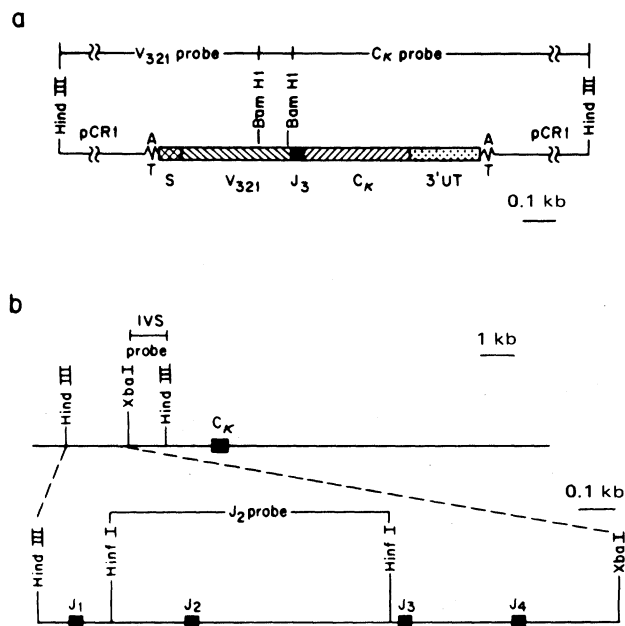 a
V321 probe
Cκ probe
Hind III
Bam H1
Bam H1
Hind III
pCR1
A
T
A
T
pCR1
S
V321
J3
Cκ
3'UT
0.1 kb
b
IVS
probe
1 kb
Hind III
Xba I
Hind III
Cκ
0.1 kb
J2 probe
Hind III
Hinf I
Hinf I
Xba I
J1
J2
J3
J4